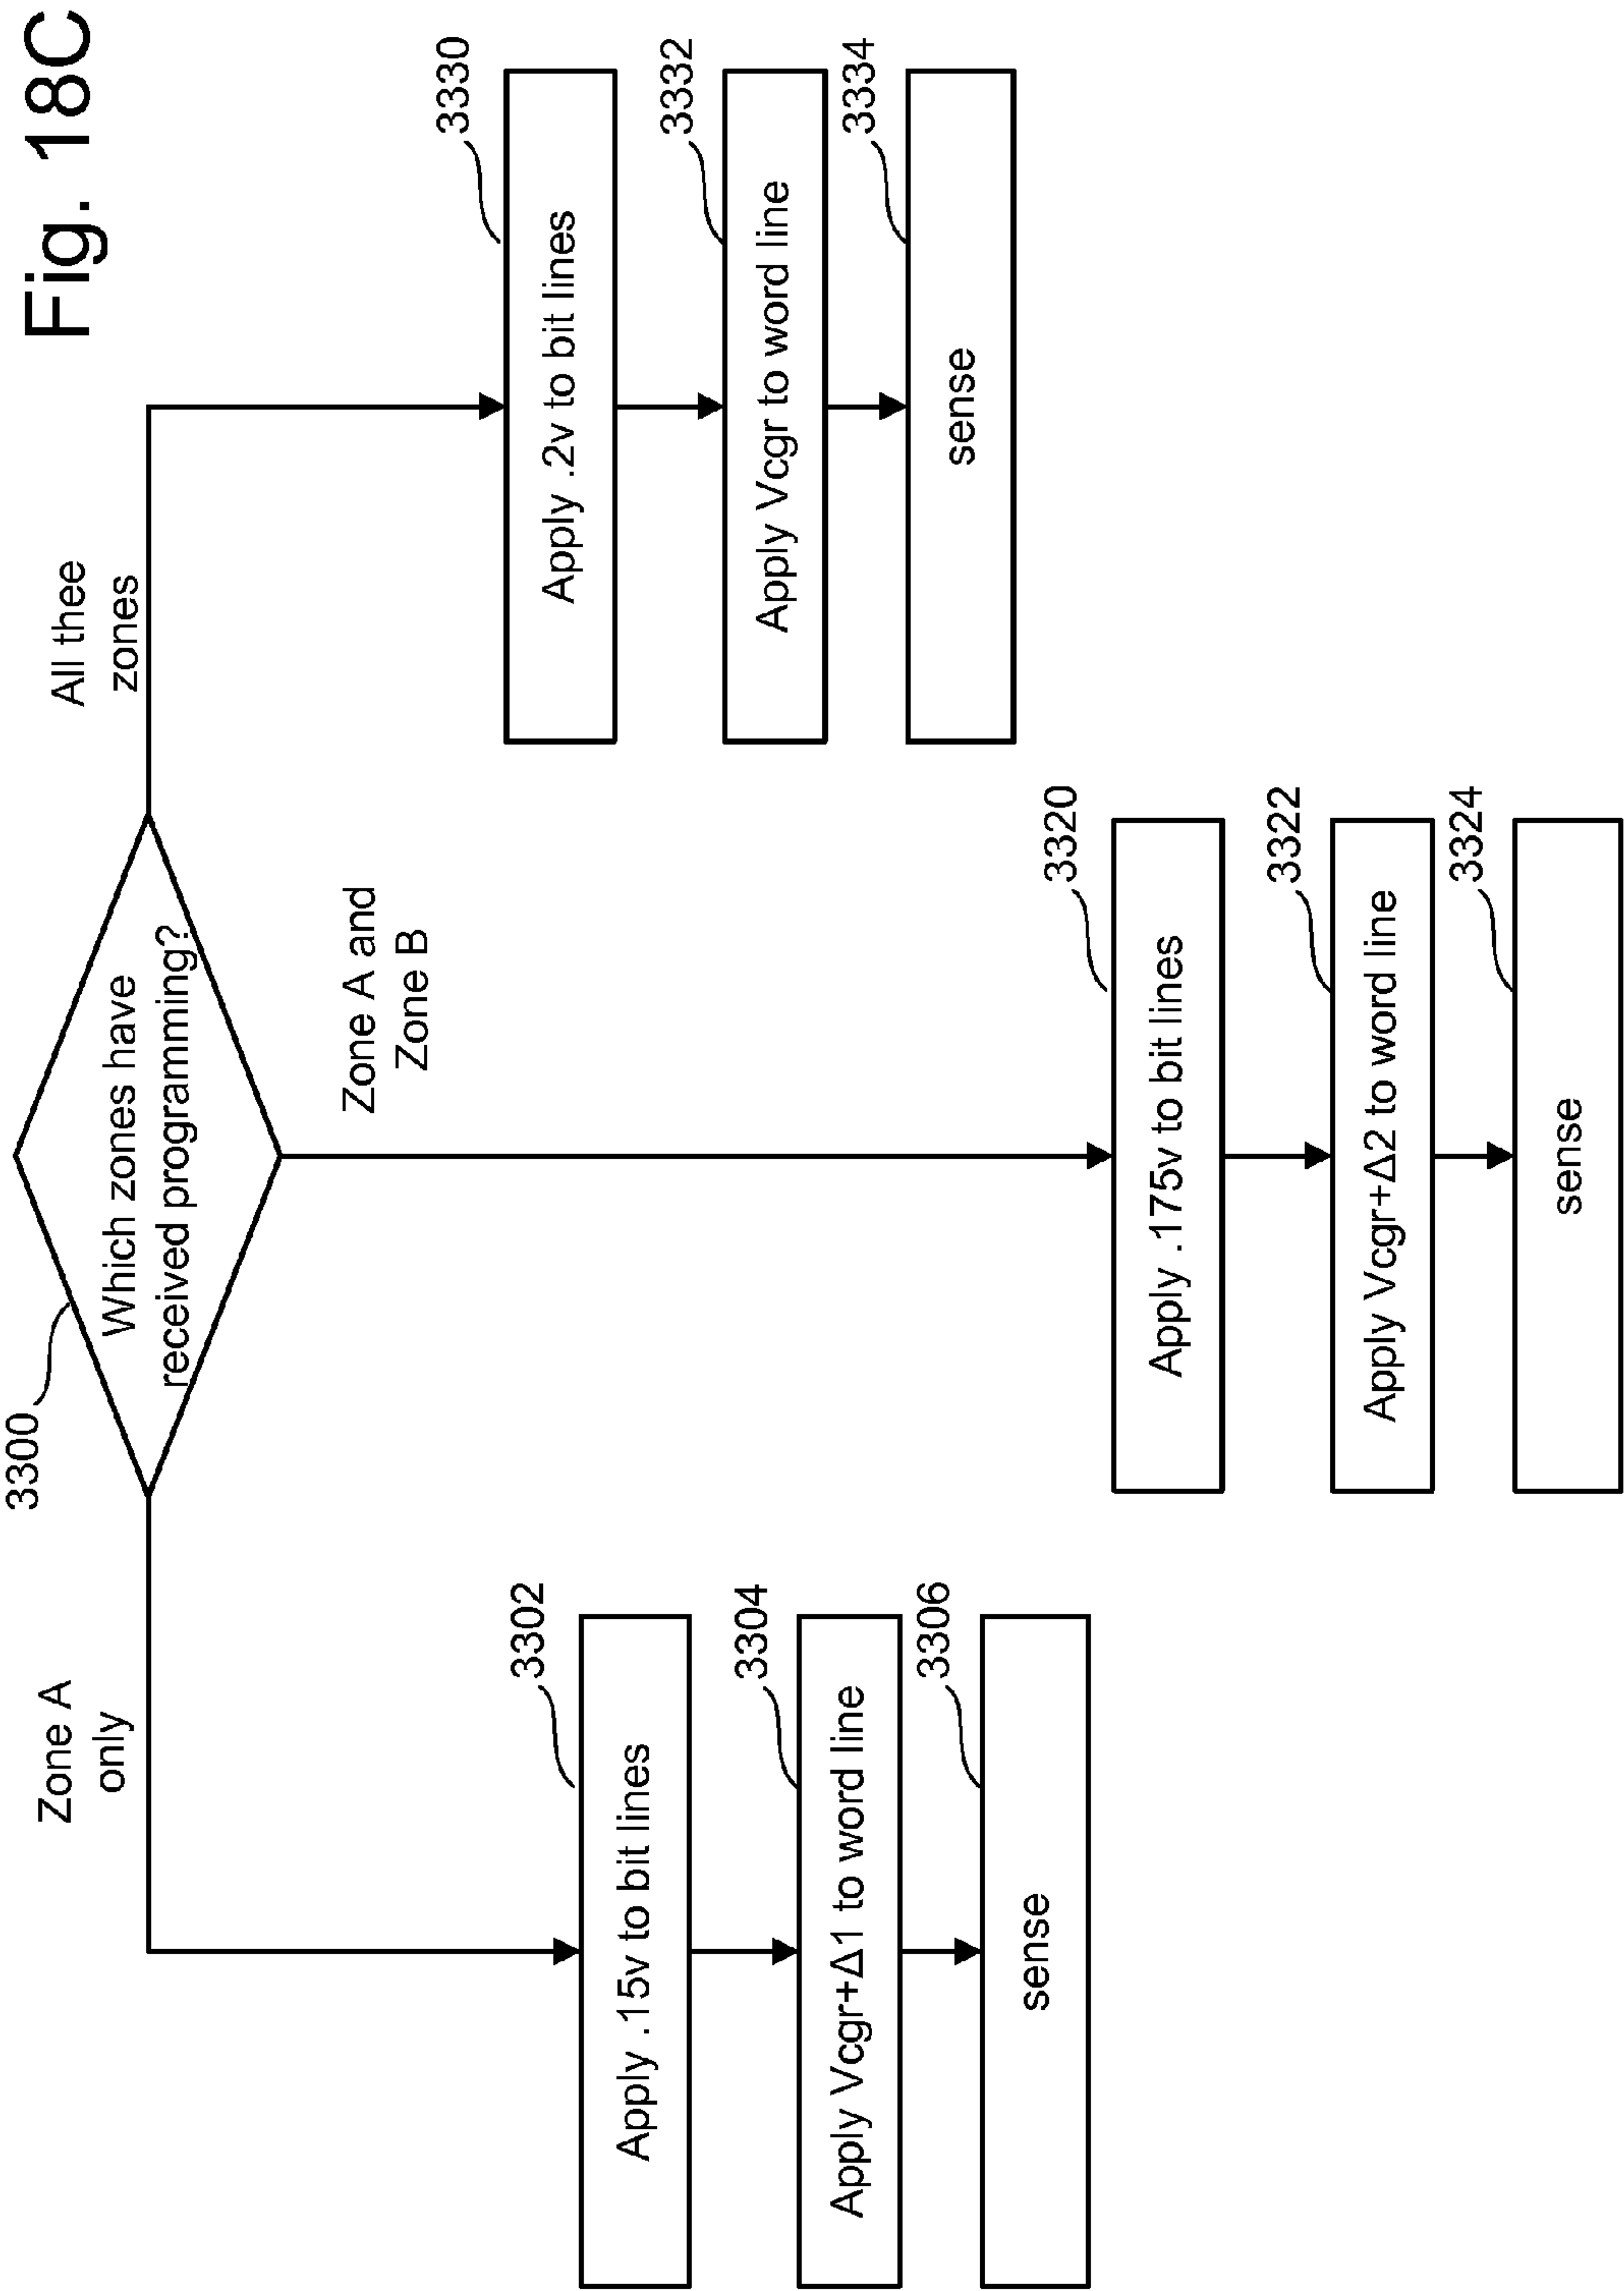 Fig. 18C
3300
Which zones have
received programming?
Zone A
only
Zone A and
Zone B
All thee
zones
3302
Apply .15v to bit lines
3304
Apply Vcgr+Δ1 to word line
3306
sense
3320
Apply .175v to bit lines
3322
Apply Vcgr+Δ2 to word line
3324
sense
3330
Apply .2v to bit lines
3332
Apply Vcgr to word line
3334
sense